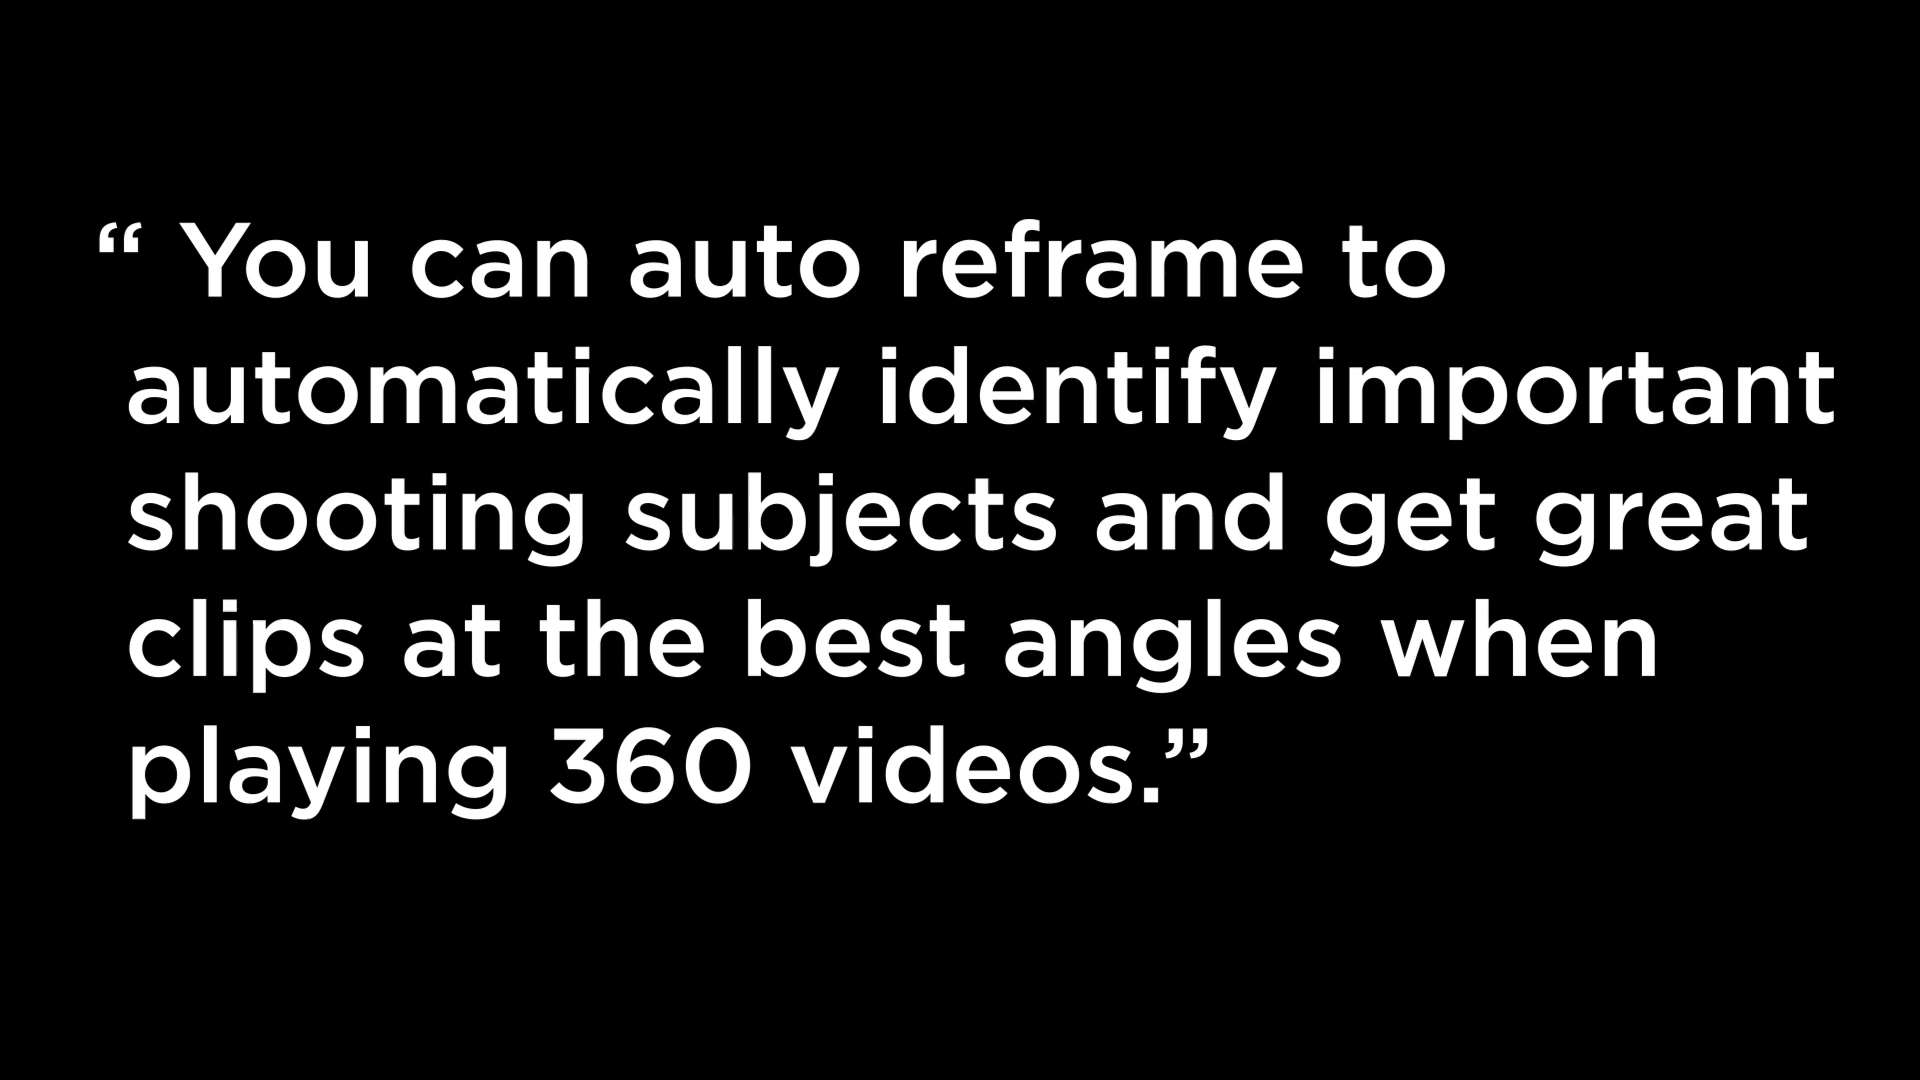 “ You can auto reframe to
automatically identify important
shooting subjects and get great
clips at the best angles when
playing 360 videos.”